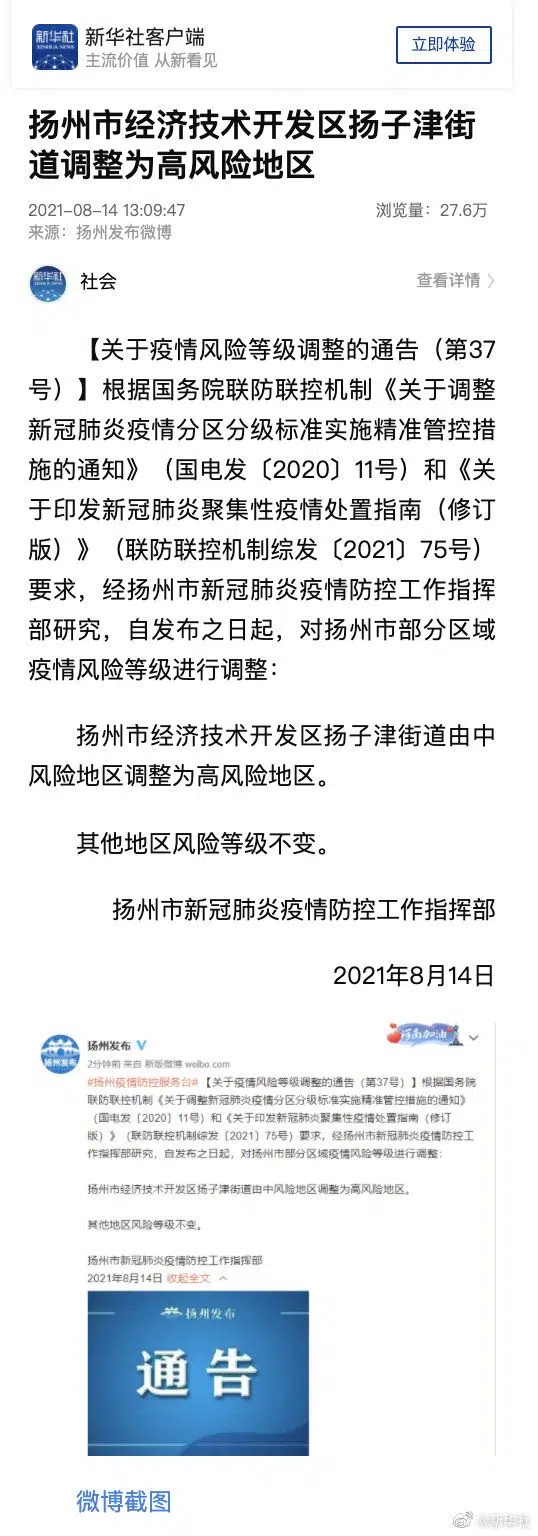 新华社
XINHUA NEWS
新华社客户端
主流价值 从新看见
立即体验
扬州市经济技术开发区扬子津街
道调整为高风险地区
2021-08-14 13:09:47
浏览量：27.6万
来源：扬州发布微博
新华社
XINHUA NEWS
社会
查看详情
【关于疫情风险等级调整的通告（第37
号）】根据国务院联防联控机制《关于调整
新冠肺炎疫情分区分级标准实施精准管控措
施的通知》（国电发〔2020〕11号）和《关
于印发新冠肺炎聚集性疫情处置指南（修订
版）》（联防联控机制综发〔2021〕75号）
要求，经扬州市新冠肺炎疫情防控工作指挥
部研究，自发布之日起，对扬州市部分区域
疫情风险等级进行调整：
扬州市经济技术开发区扬子津街道由中
风险地区调整为高风险地区。
其他地区风险等级不变。
扬州市新冠肺炎疫情防控工作指挥部
2021年8月14日
扬州发布
扬州发布
河南加油
2分钟前 来自 新版微博 weibo.com
#扬州疫情防控服务台#【关于疫情风险等级调整的通告（第37号）】根据国务院
联防联控机制《关于调整新冠肺炎疫情分区分级标准实施精准管控措施的通知》
（国电发〔2020〕11号）和《关于印发新冠肺炎聚集性疫情处置指南（修订
版）》（联防联控机制综发〔2021〕75号）要求，经扬州市新冠肺炎疫情防控工
作指挥部研究，自发布之日起，对扬州市部分区域疫情风险等级进行调整：
扬州市经济技术开发区扬子津街道由中风险地区调整为高风险地区。
其他地区风险等级不变。
扬州市新冠肺炎疫情防控工作指挥部
2021年8月14日 收起全文
扬州发布
通告
微博截图
@新华社